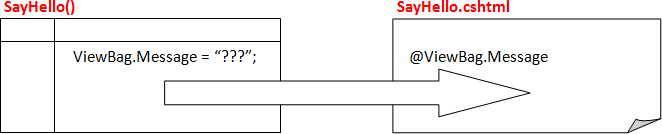 SayHello()
SayHello.cshtml
ViewBag.Message = “???”;
@ViewBag.Message